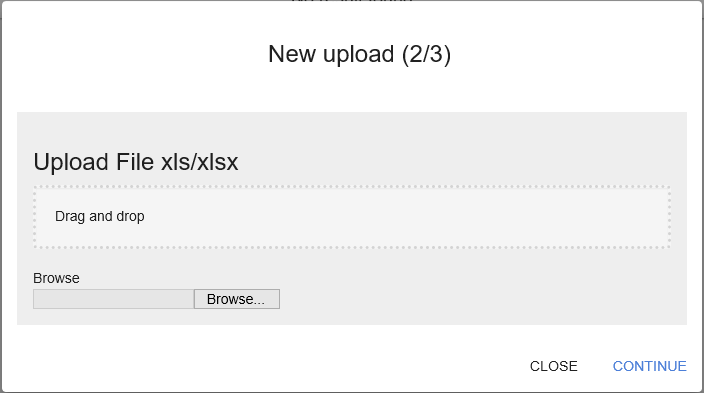 New upload (2/3)
Upload File xls/xlsx
Drag and drop
Browse
Browse...
CLOSE CONTINUE